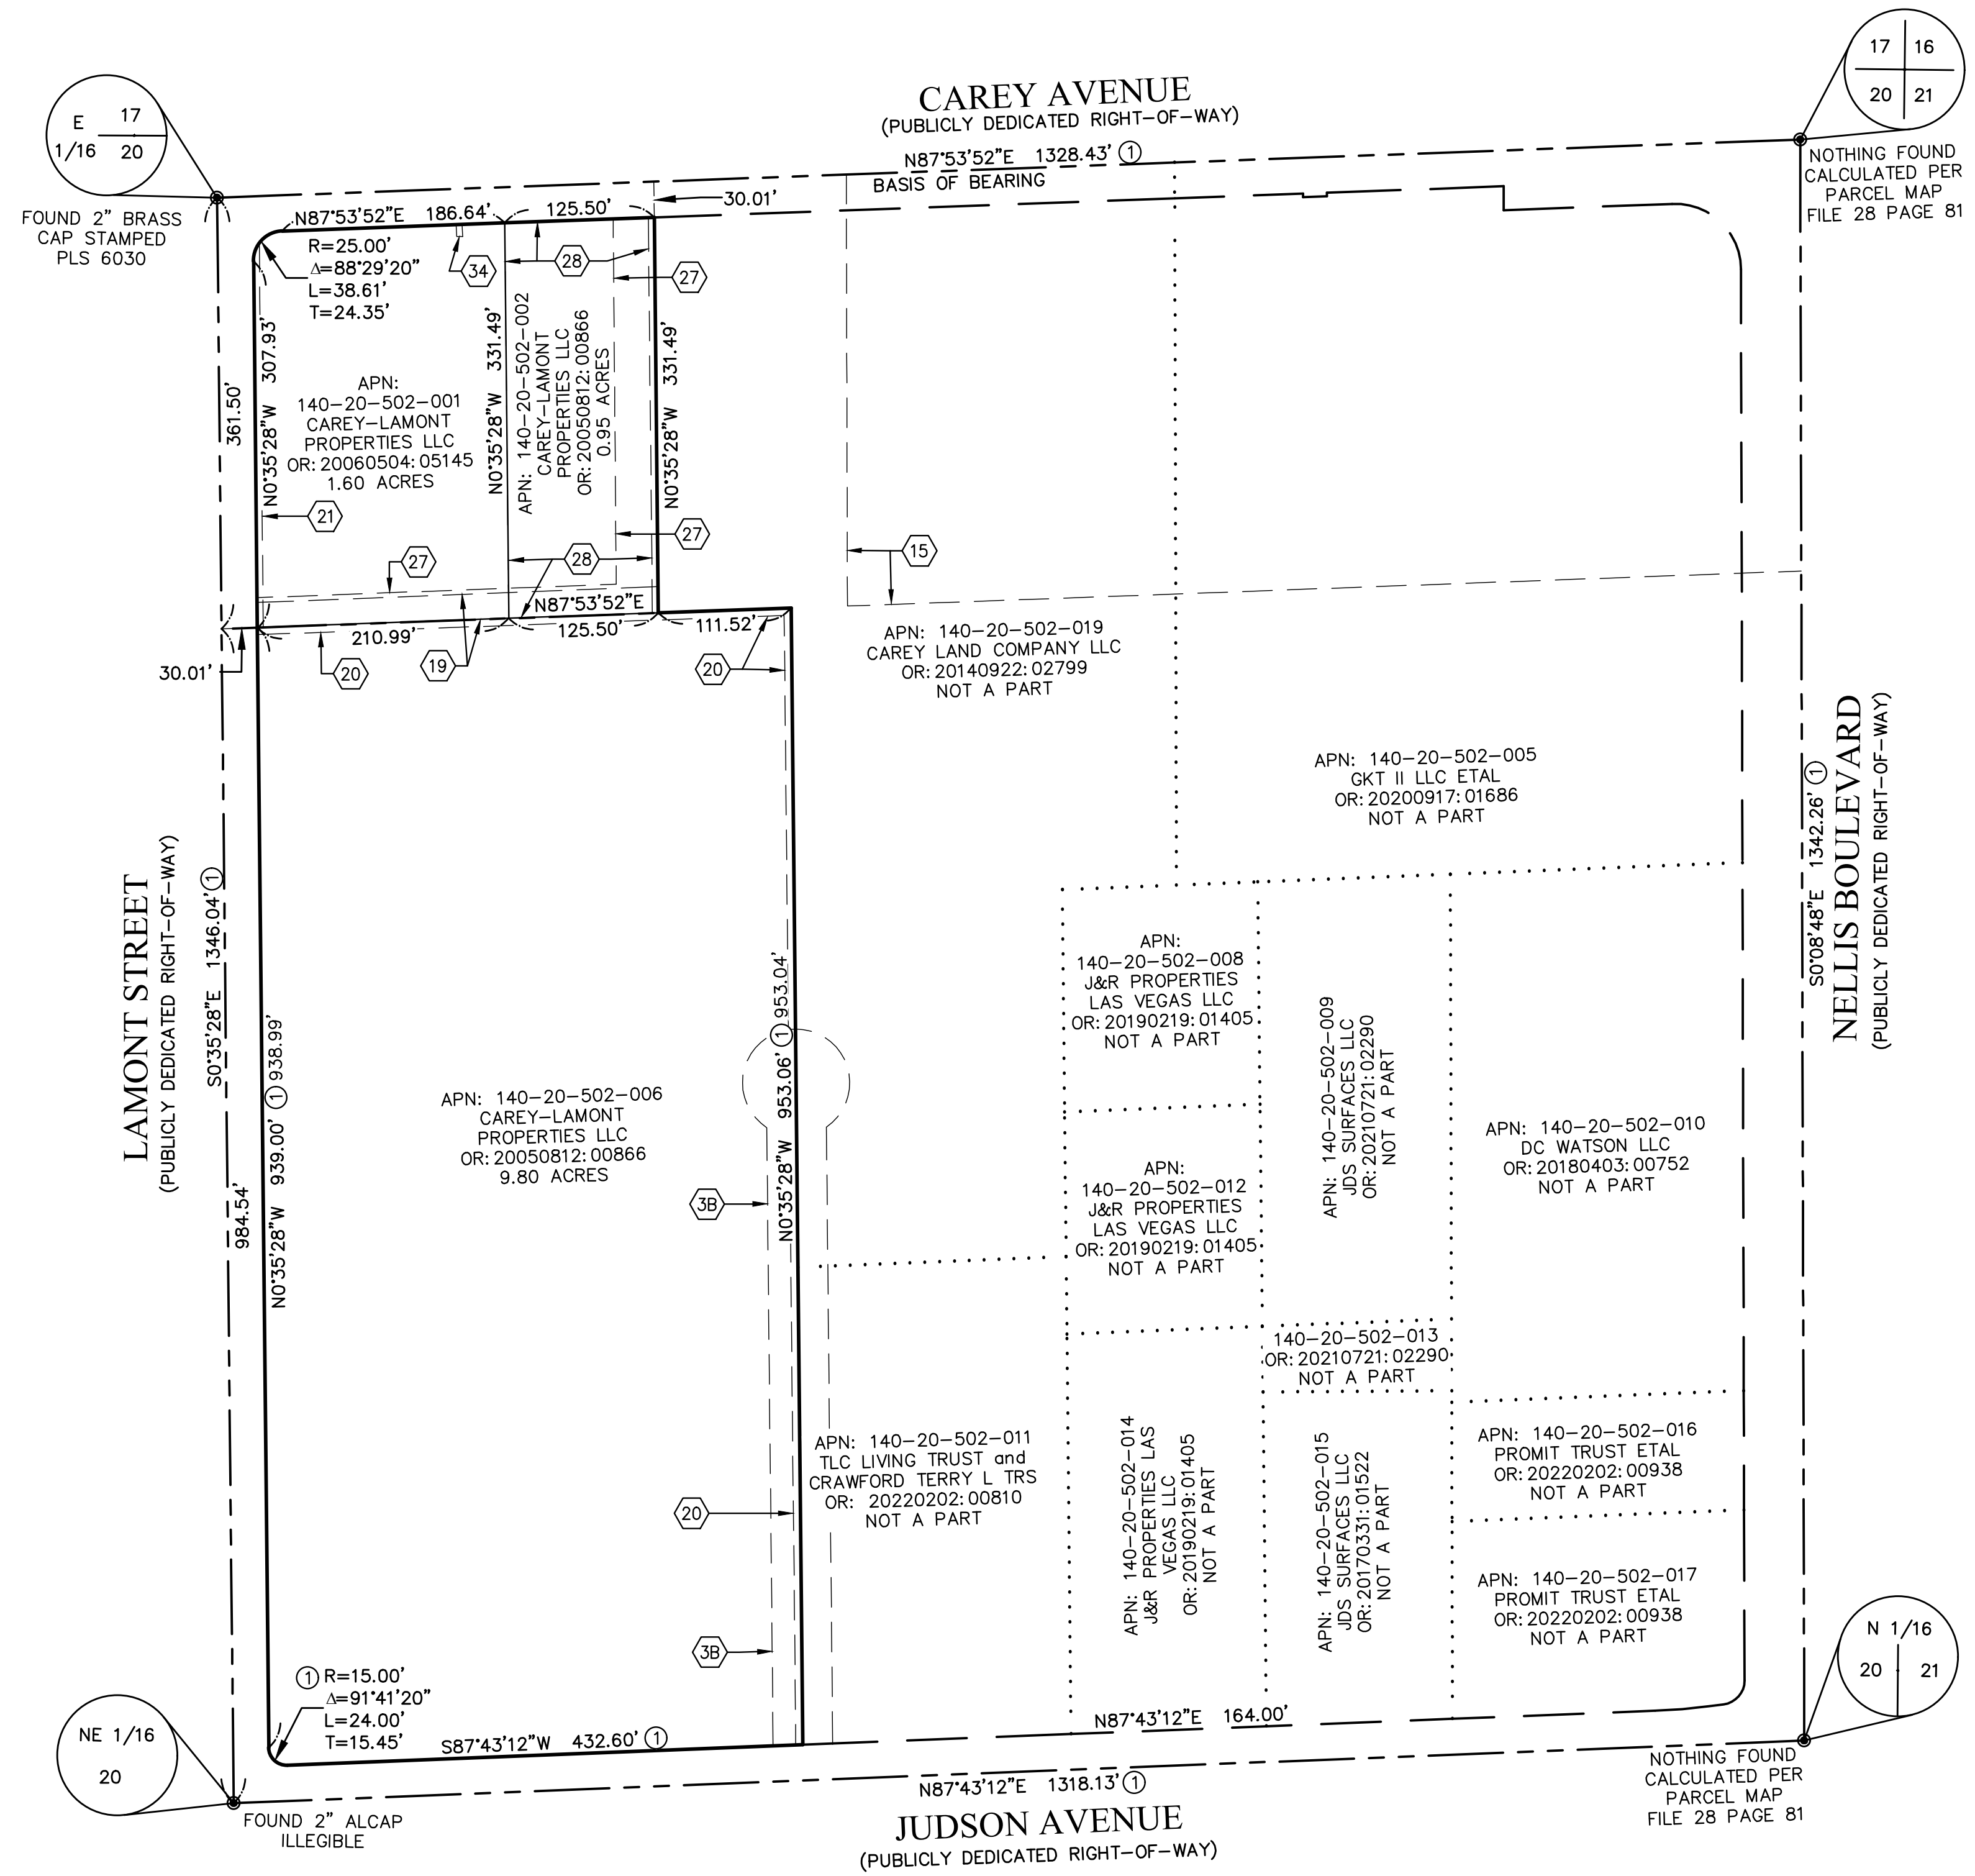 17 16
20 21
NOTHING FOUND
CALCULATED PER
PARCEL MAP
FILE 28 PAGE 81
E 17
1/16 20
FOUND 2" BRASS
CAP STAMPED
PLS 6030
CAREY AVENUE
(PUBLICLY DEDICATED RIGHT-OF-WAY)
N87°53'52"E 1328.43' ①
BASIS OF BEARING
30.01'
N87°53'52"E 186.64'
125.50'
R=25.00'
Δ=88°29'20"
L=38.61'
T=24.35'
34
28
27
361.50'
N0°35'28"W 307.93'
APN:
140-20-502-001
CAREY-LAMONT
PROPERTIES LLC
OR:20060504:05145
1.60 ACRES
N0°35'28"W 331.49'
APN: 140-20-502-002
CAREY-LAMONT
PROPERTIES LLC
OR:20050812:00866
0.95 ACRES
N0°35'28"W 331.49'
21
27
28
27
15
N87°53'52"E
210.99'
125.50'
111.52'
30.01'
20
19
20
APN: 140-20-502-019
CAREY LAND COMPANY LLC
OR:20140922:02799
NOT A PART
APN: 140-20-502-005
GKT II LLC ETAL
OR:20200917:01686
NOT A PART
LAMONT STREET
(PUBLICLY DEDICATED RIGHT-OF-WAY)
S0°35'28"E 1346.04' ①
984.54'
N0°35'28"W 939.00' ① 938.99'
APN: 140-20-502-006
CAREY-LAMONT
PROPERTIES LLC
OR:20050812:00866
9.80 ACRES
N0°35'28"W 953.06' ① 953.04'
3B
20
3B
APN:
140-20-502-008
J&R PROPERTIES
LAS VEGAS LLC
OR:20190219:01405
NOT A PART
APN: 140-20-502-009
JDS SURFACES LLC
OR:20210721:02290
NOT A PART
APN: 140-20-502-010
DC WATSON LLC
OR:20180403:00752
NOT A PART
APN:
140-20-502-012
J&R PROPERTIES
LAS VEGAS LLC
OR:20190219:01405
NOT A PART
140-20-502-013
OR:20210721:02290
NOT A PART
APN: 140-20-502-011
TLC LIVING TRUST and
CRAWFORD TERRY L TRS
OR: 20220202:00810
NOT A PART
APN: 140-20-502-014
J&R PROPERTIES LAS
VEGAS LLC
OR:20190219:01405
NOT A PART
APN: 140-20-502-015
JDS SURFACES LLC
OR:20170331:01522
NOT A PART
APN: 140-20-502-016
PROMIT TRUST ETAL
OR:20220202:00938
NOT A PART
APN: 140-20-502-017
PROMIT TRUST ETAL
OR:20220202:00938
NOT A PART
S0°08'48"E 1342.26' ①
NELLIS BOULEVARD
(PUBLICLY DEDICATED RIGHT-OF-WAY)
① R=15.00'
Δ=91°41'20"
L=24.00'
T=15.45'
S87°43'12"W 432.60' ①
N87°43'12"E 164.00'
N87°43'12"E 1318.13' ①
JUDSON AVENUE
(PUBLICLY DEDICATED RIGHT-OF-WAY)
NE 1/16
20
FOUND 2" ALCAP
ILLEGIBLE
N 1/16
20 21
NOTHING FOUND
CALCULATED PER
PARCEL MAP
FILE 28 PAGE 81